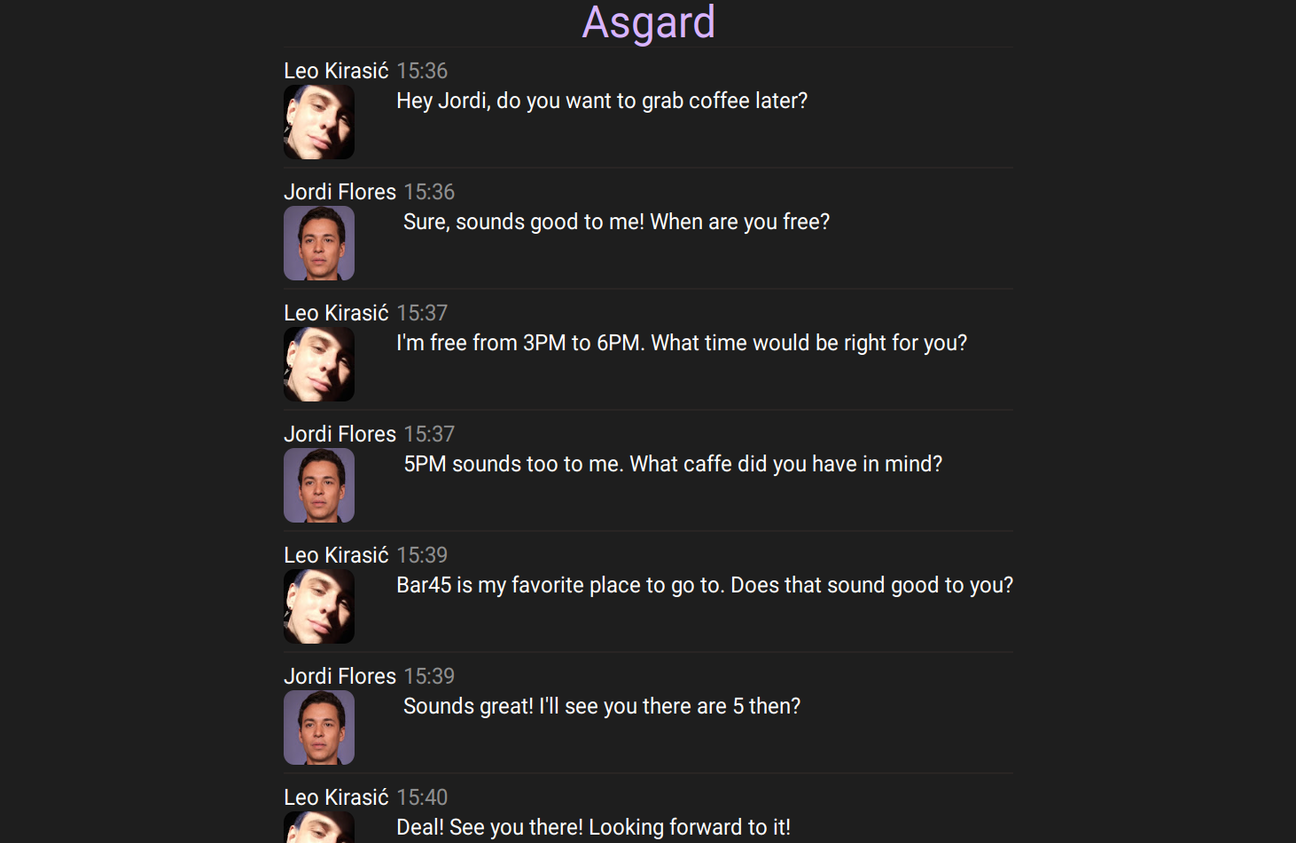 Asgard
Leo Kirasić 15:36
Hey Jordi, do you want to grab coffee later?
Jordi Flores 15:36
Sure, sounds good to me! When are you free?
Leo Kirasić 15:37
I'm free from 3PM to 6PM. What time would be right for you?
Jordi Flores 15:37
5PM sounds too to me. What caffe did you have in mind?
Leo Kirasić 15:39
Bar45 is my favorite place to go to. Does that sound good to you?
Jordi Flores 15:39
Sounds great! I'll see you there are 5 then?
Leo Kirasić 15:40
Deal! See you there! Looking forward to it!